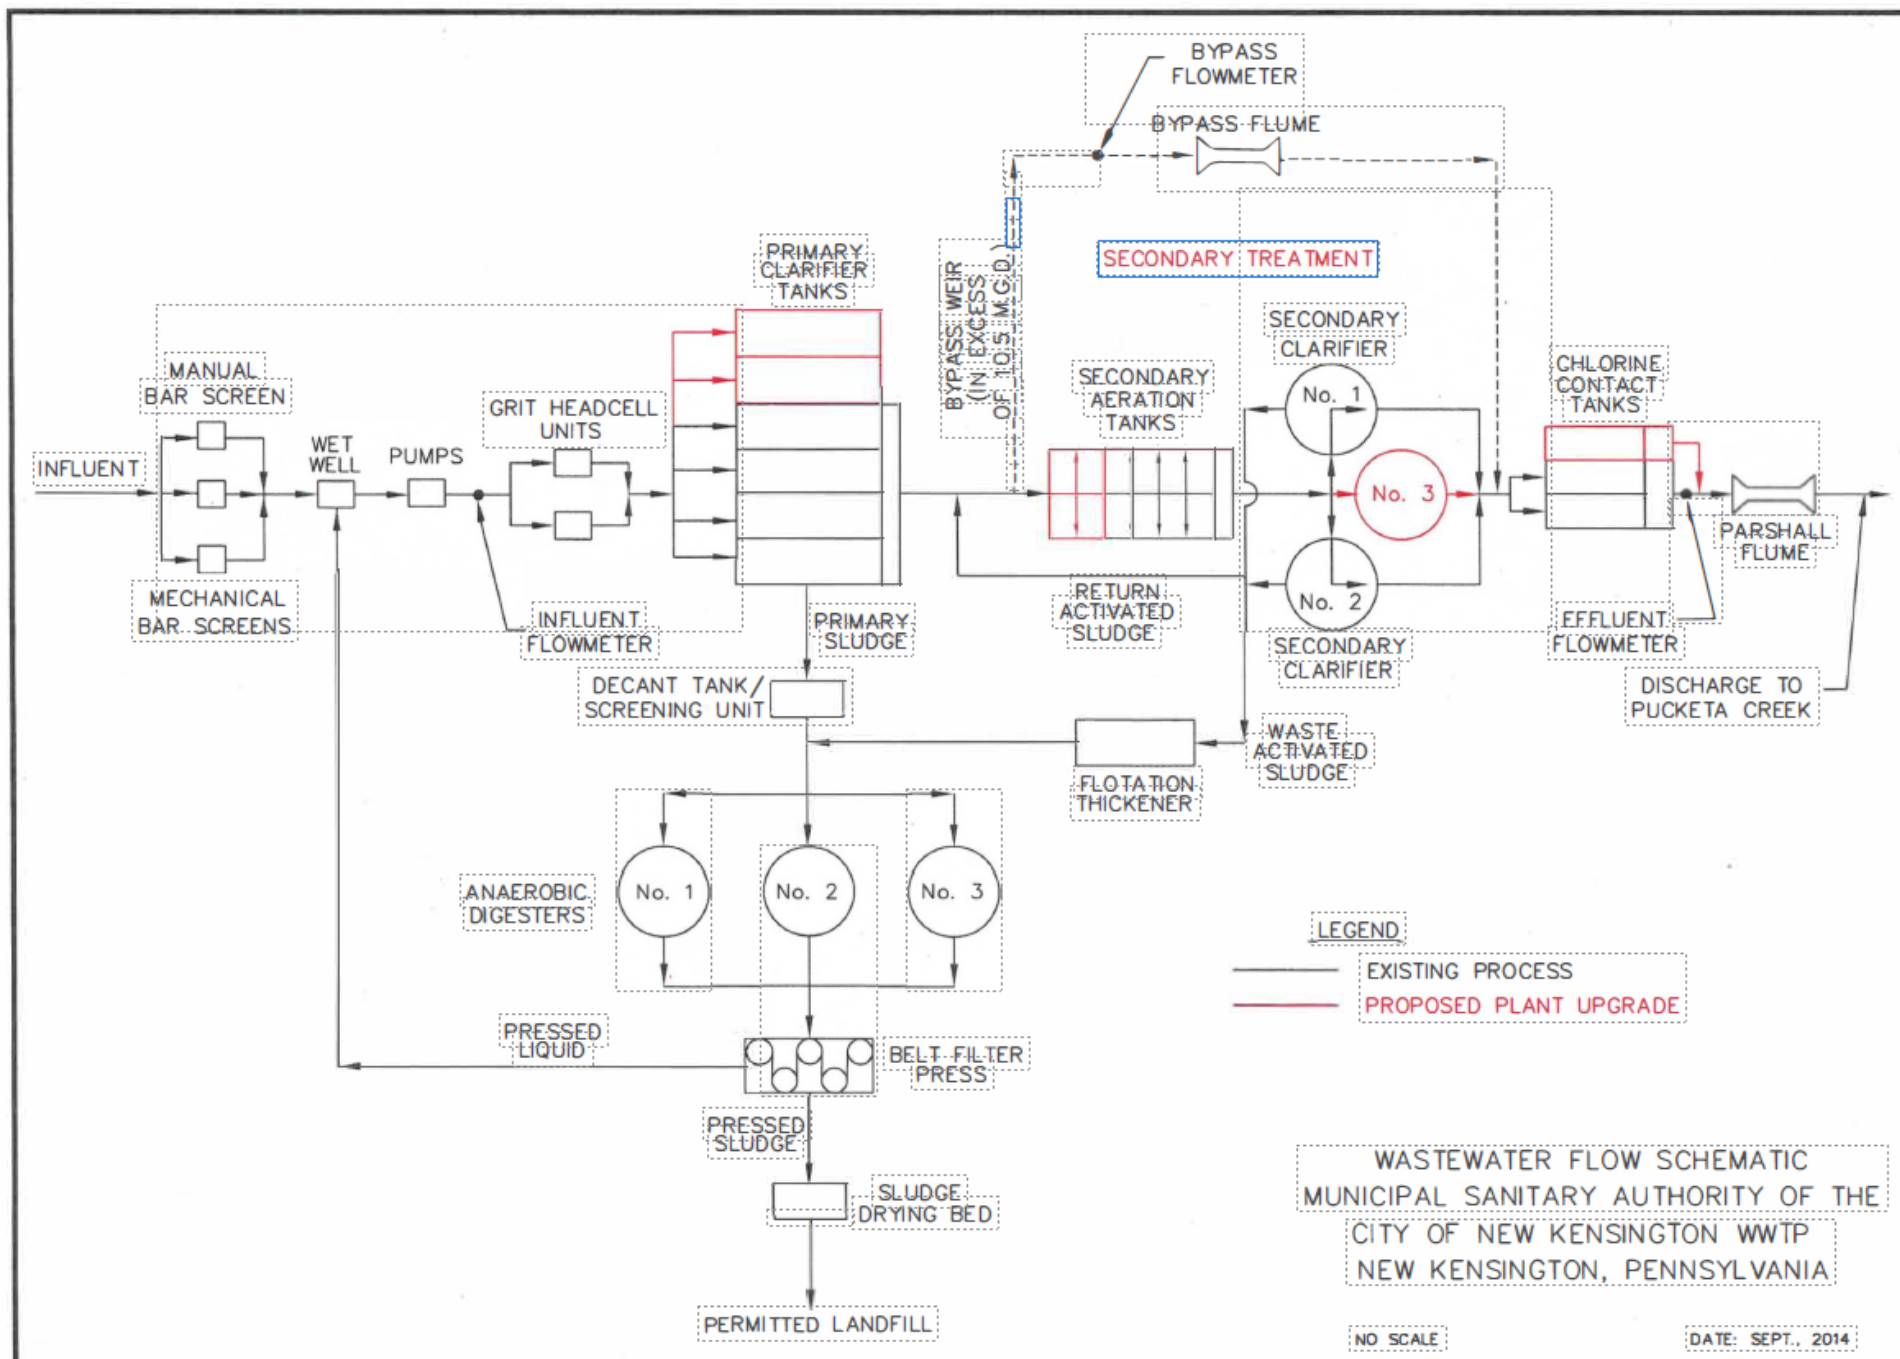 BYPASS
FLOWMETER
BYPASS FLUME
SECONDARY TREATMENT
BYPASS WEIR
(IN EXCESS
OF 10.5 M.G.D.)
PRIMARY
CLARIFIER
TANKS
MANUAL
BAR SCREEN
GRIT HEADCELL
UNITS
WET
WELL
PUMPS
INFLUENT
MECHANICAL
BAR SCREENS
INFLUENT
FLOWMETER
SECONDARY
AERATION
TANKS
SECONDARY
CLARIFIER
No. 1
No. 3
No. 2
SECONDARY
CLARIFIER
CHLORINE
CONTACT
TANKS
PARSHALL
FLUME
EFFLUENT
FLOWMETER
DISCHARGE TO
PUCKETA CREEK
RETURN
ACTIVATED
SLUDGE
PRIMARY
SLUDGE
DECANT TANK/
SCREENING UNIT
WASTE
ACTIVATED
SLUDGE
FLOTATION
THICKENER
ANAEROBIC
DIGESTERS
No. 1
No. 2
No. 3
LEGEND
EXISTING PROCESS
PROPOSED PLANT UPGRADE
PRESSED
LIQUID
BELT FILTER
PRESS
PRESSED
SLUDGE
SLUDGE
DRYING BED
PERMITTED LANDFILL
WASTEWATER FLOW SCHEMATIC
MUNICIPAL SANITARY AUTHORITY OF THE
CITY OF NEW KENSINGTON WWTP
NEW KENSINGTON, PENNSYLVANIA
NO SCALE
DATE: SEPT., 2014